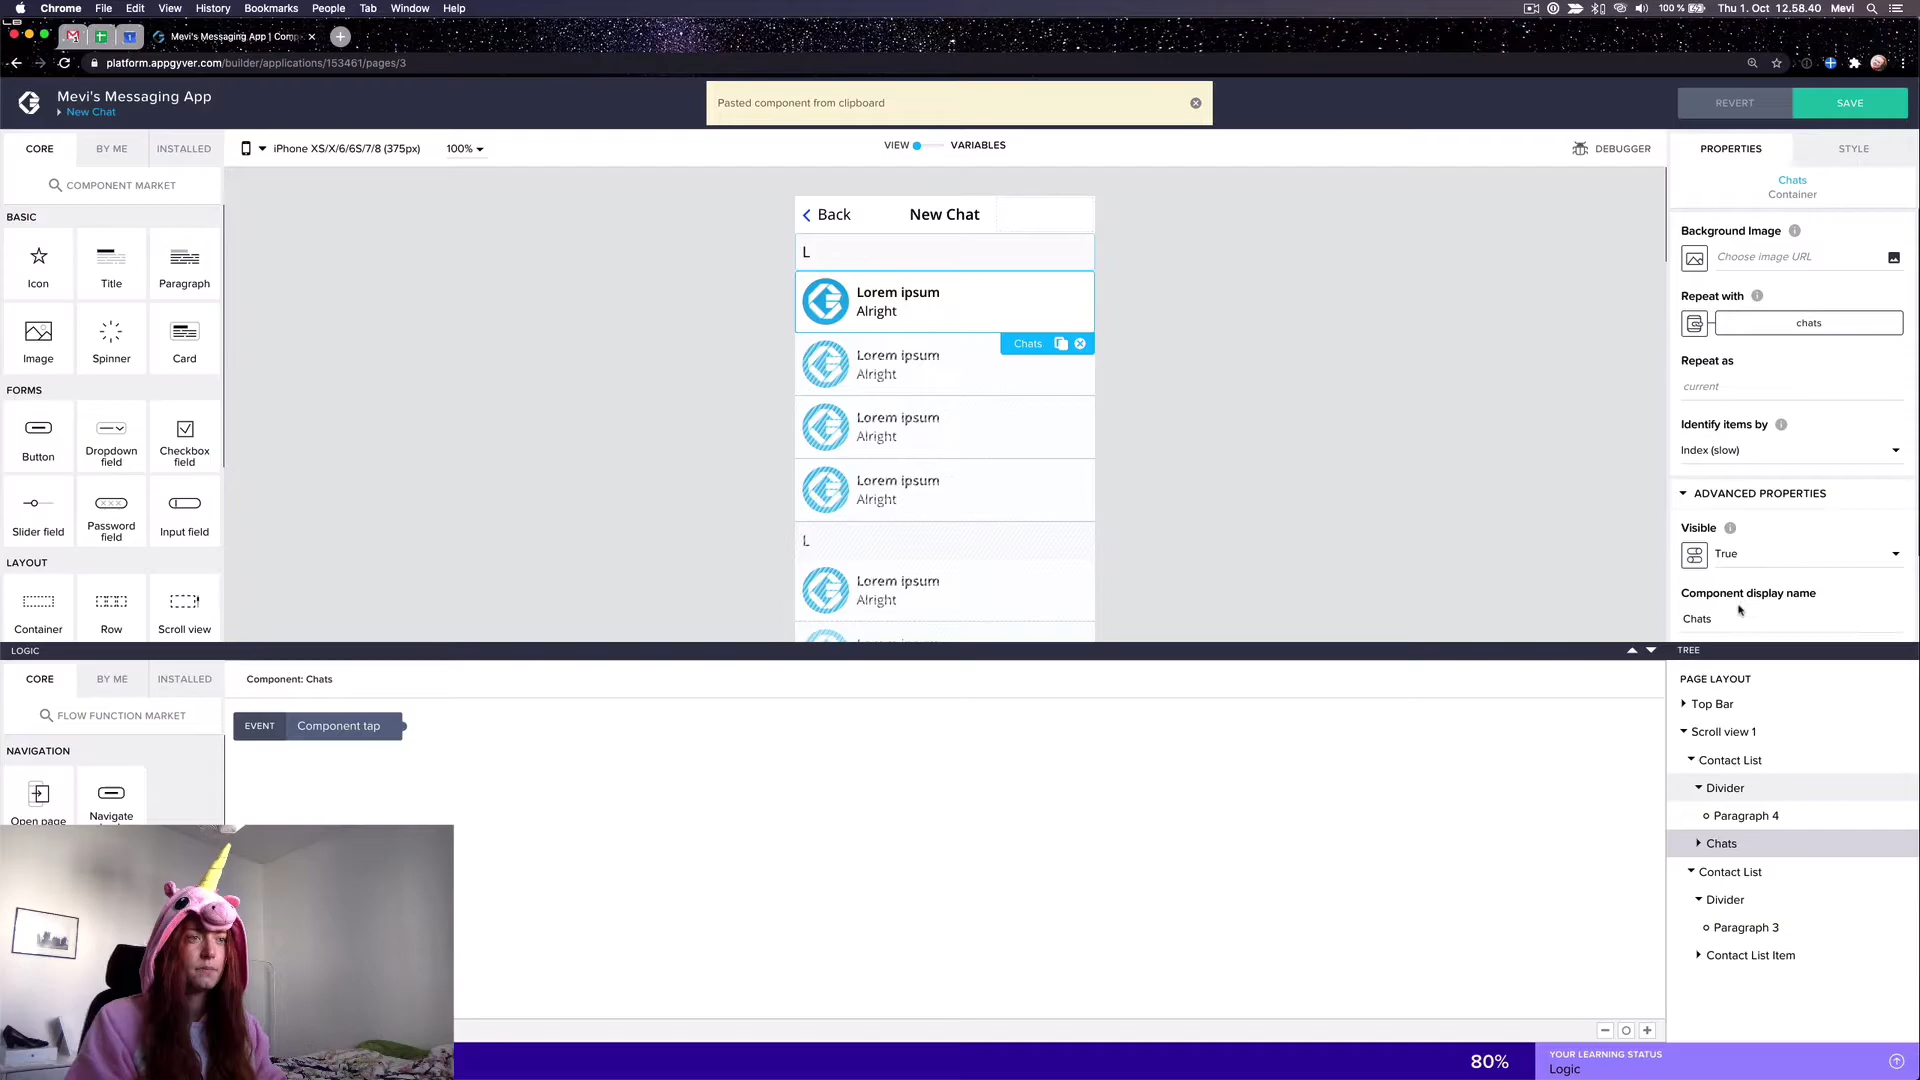 Chrome File Edit View History Bookmarks People Tab Window Help
100 % Thu 1. Oct 12.58.40 Mevi
Mevi's Messaging App | Comp
platform.appgyver.com/builder/applications/153461/pages/3
Mevi's Messaging App
New Chat
Pasted component from clipboard
REVERT SAVE
CORE BY ME INSTALLED
iPhone XS/X/6/6S/7/8 (375px) 100%
VIEW VARIABLES
DEBUGGER
PROPERTIES STYLE
COMPONENT MARKET
Chats
Container
BASIC
Icon Title Paragraph
Image Spinner Card
FORMS
Button Dropdown field Checkbox field
Slider field Password field Input field
LAYOUT
Container Row Scroll view
Back New Chat
L
Lorem ipsum
Alright
Chats
Lorem ipsum
Alright
Lorem ipsum
Alright
Lorem ipsum
Alright
L
Lorem ipsum
Alright
Background Image
Choose image URL
Repeat with
chats
Repeat as
current
Identify items by
Index (slow)
ADVANCED PROPERTIES
Visible
True
Component display name
Chats
LOGIC
TREE
CORE BY ME INSTALLED
Component: Chats
FLOW FUNCTION MARKET
EVENT Component tap
NAVIGATION
Open page Navigate
PAGE LAYOUT
Top Bar
Scroll view 1
Contact List
Divider
Paragraph 4
Chats
Contact List
Divider
Paragraph 3
Contact List Item
80%
YOUR LEARNING STATUS
Logic